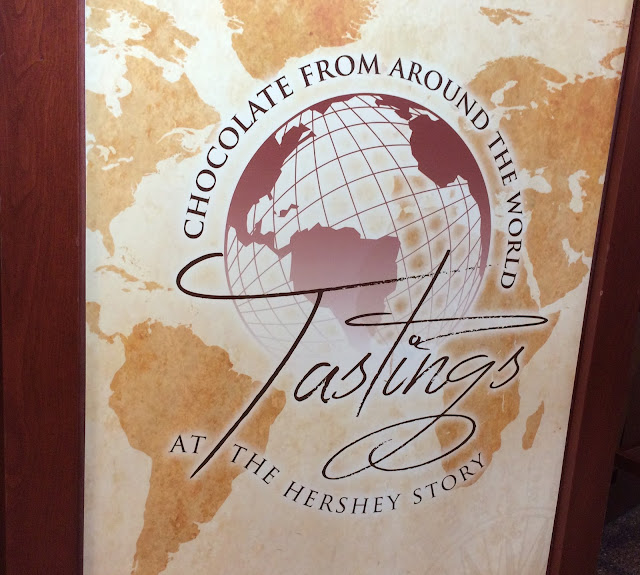 CHOCOLATE FROM AROUND THE WORLD
Tastings
AT THE HERSHEY STORY